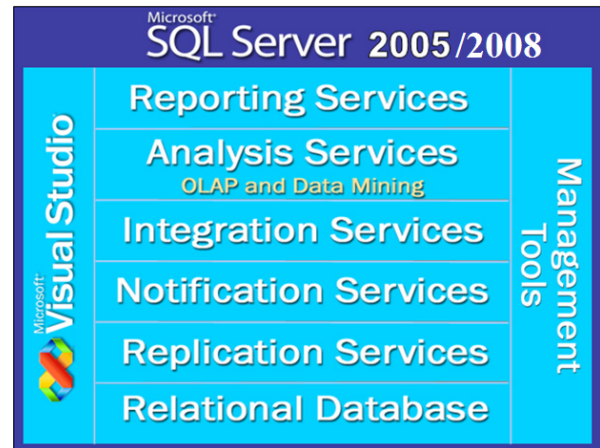 Microsoft
SQL Server 2005/2008
Microsoft
Visual Studio
Reporting Services
Analysis Services
OLAP and Data Mining
Integration Services
Notification Services
Replication Services
Relational Database
Management
Tools